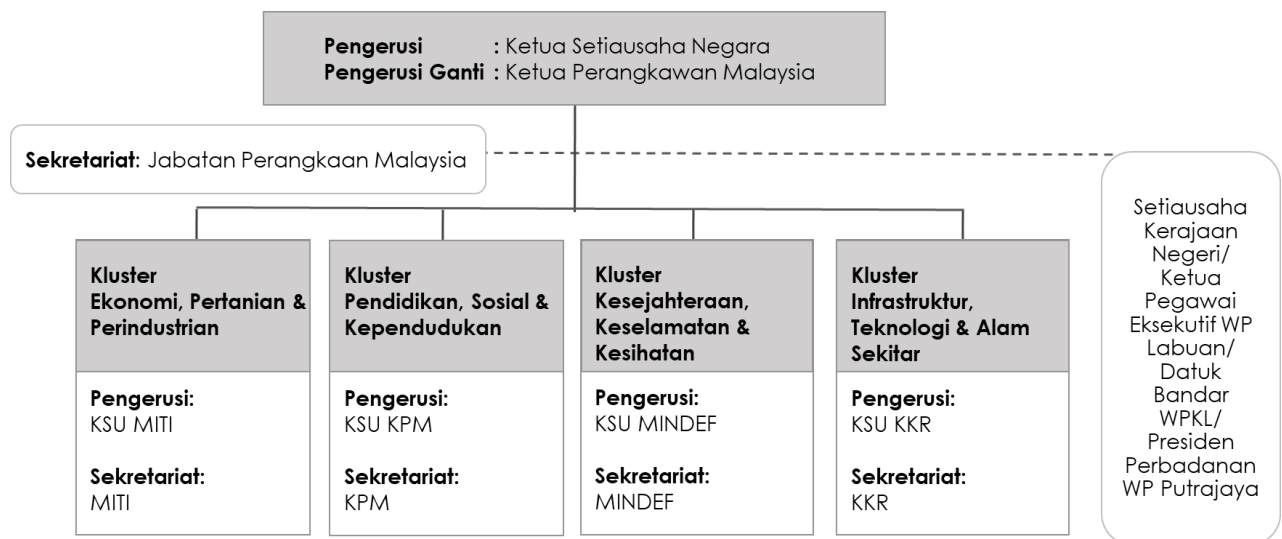 Pengerusi : Ketua Setiausaha Negara
Pengerusi Ganti : Ketua Perangkawan Malaysia
Sekretariat: Jabatan Perangkaan Malaysia
Kluster
Ekonomi, Pertanian &
Perindustrian
Pengerusi:
KSU MITI
Sekretariat:
MITI
Kluster
Pendidikan, Sosial &
Kependudukan
Pengerusi:
KSU KPM
Sekretariat:
KPM
Kluster
Kesejahteraan,
Keselamatan &
Kesihatan
Pengerusi:
KSU MINDEF
Sekretariat:
MINDEF
Kluster
Infrastruktur,
Teknologi & Alam
Sekitar
Pengerusi:
KSU KKR
Sekretariat:
KKR
Setiausaha
Kerajaan
Negeri/
Ketua
Pegawai
Eksekutif WP
Labuan/
Datuk
Bandar
WPKL/
Presiden
Perbadanan
WP Putrajaya